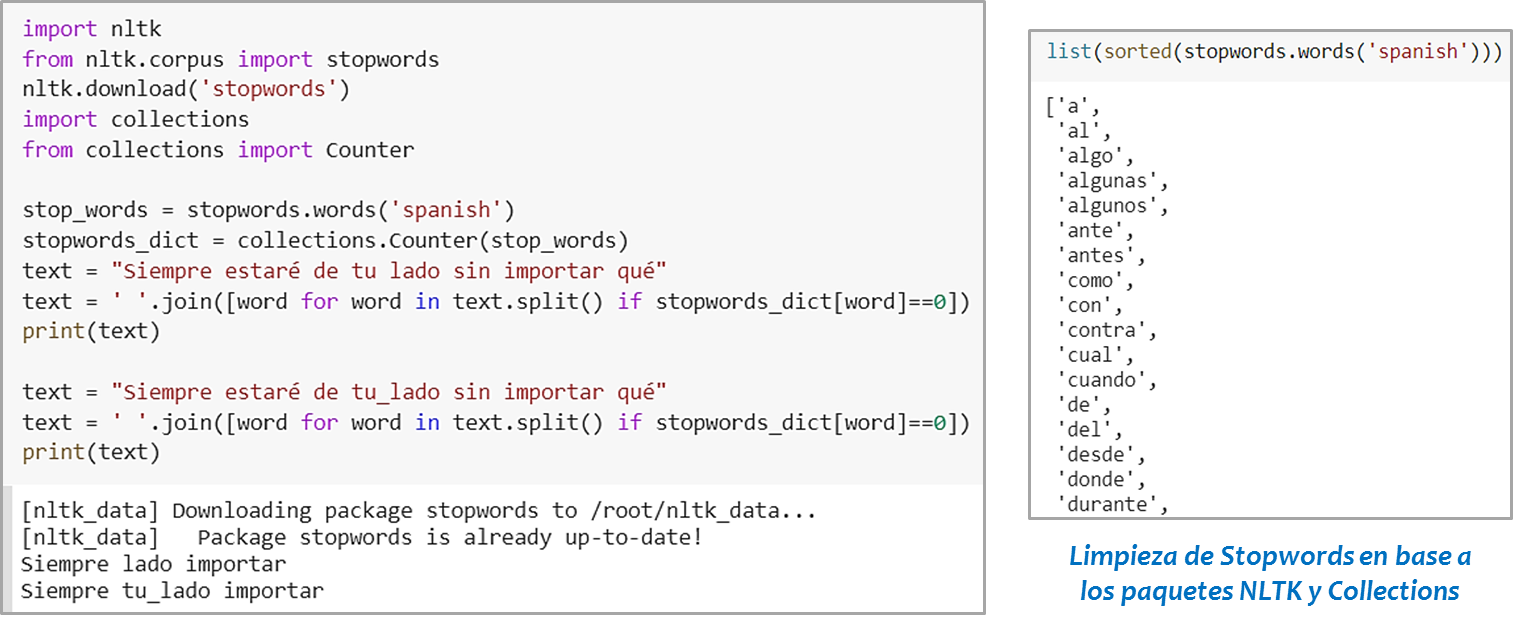 import nltk
from nltk.corpus import stopwords
nltk.download('stopwords')
import collections
from collections import Counter
stop_words = stopwords.words('spanish')
stopwords_dict = collections.Counter(stop_words)
text = "Siempre estaré de tu lado sin importar qué"
text = ' '.join([word for word in text.split() if stopwords_dict[word]==0])
print(text)
text = "Siempre estaré de tu_lado sin importar qué"
text = ' '.join([word for word in text.split() if stopwords_dict[word]==0])
print(text)
[nltk_data] Downloading package stopwords to /root/nltk_data...
[nltk_data]   Package stopwords is already up-to-date!
Siempre lado importar
Siempre tu_lado importar
list(sorted(stopwords.words('spanish')))
['a',
'al',
'algo',
'algunas',
'algunos',
'ante',
'antes',
'como',
'con',
'contra',
'cual',
'cuando',
'de',
'del',
'desde',
'donde',
'durante',
Limpieza de Stopwords en base a
los paquetes NLTK y Collections